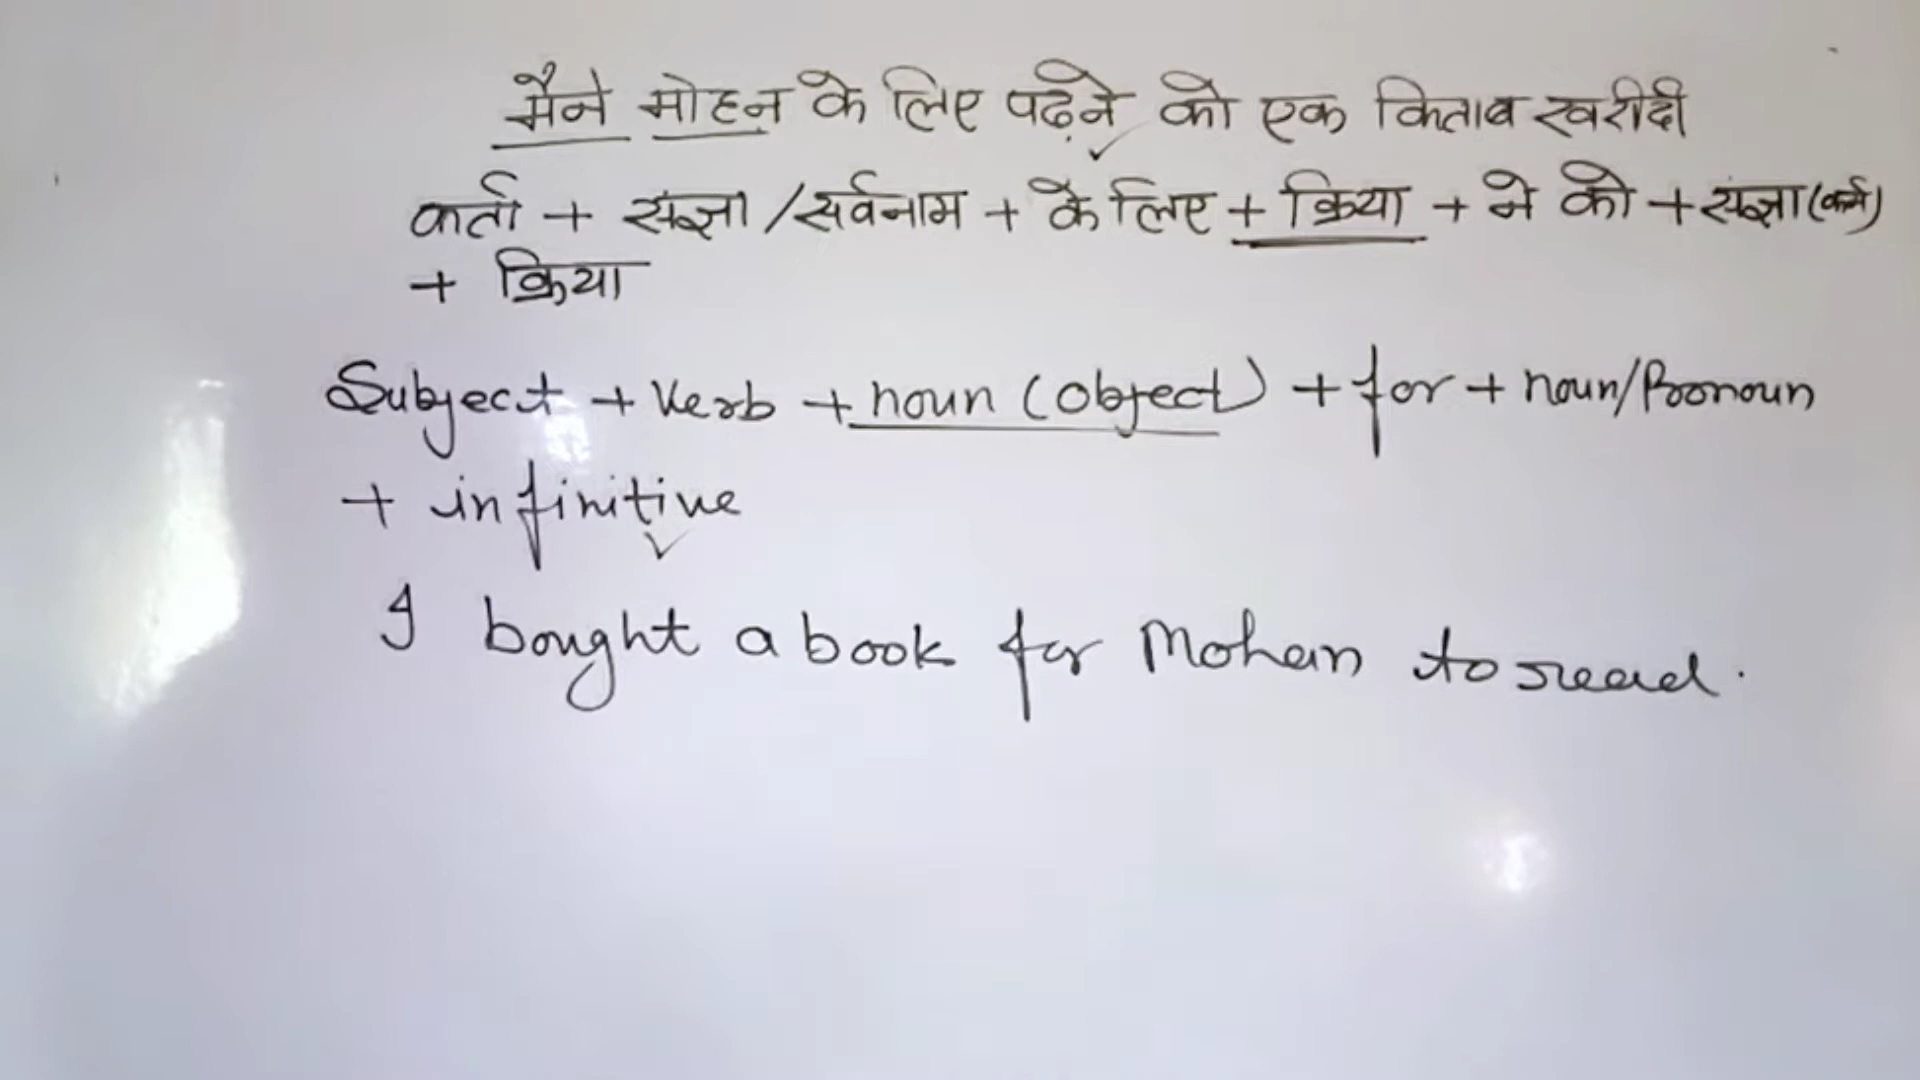 मैने मोहन के लिए पढ़ेने को एक किताब खरीदी
कर्ता + संज्ञा /सर्वनाम + के लिए + क्रिया + ने को + संज्ञा (कर्म)
+ क्रिया
Subject + Verb + noun (object) + for + noun/Pronoun
+ infinitive
I bought a book for Mohan to read.